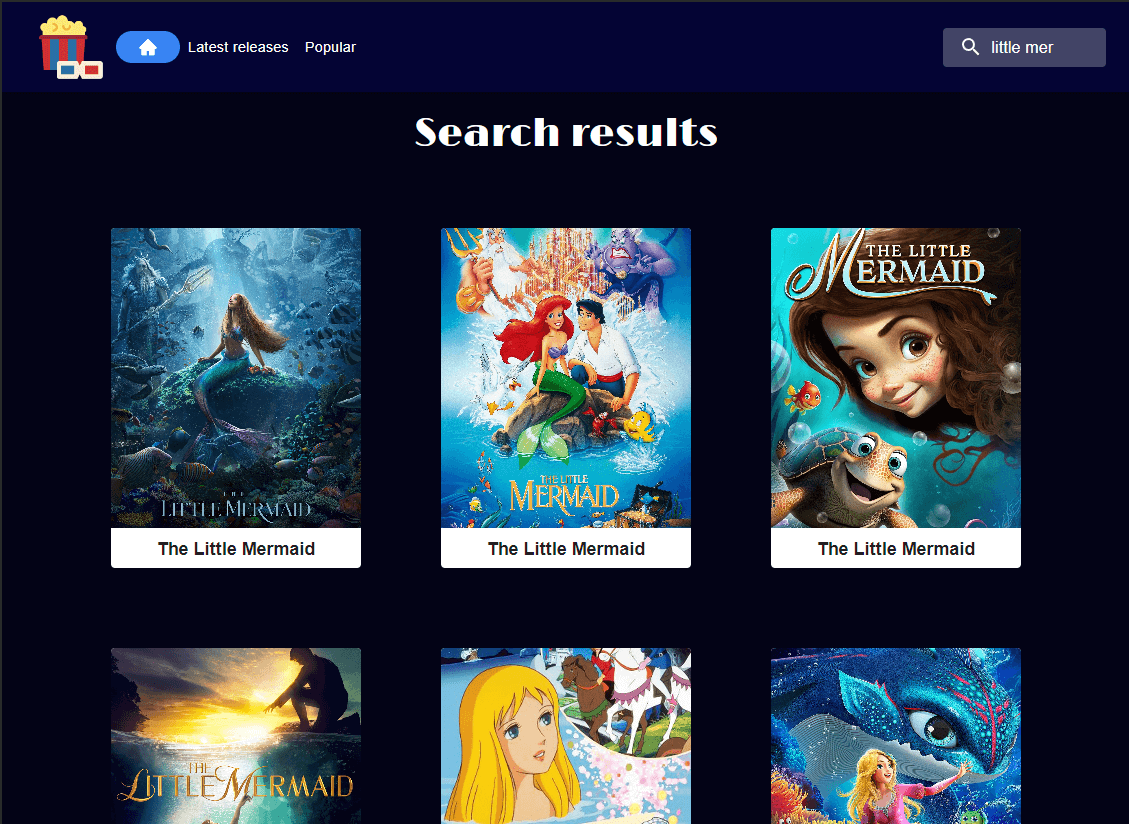 Latest releases
Popular
little mer
Search results
THE
LITTLE MERMAID
THE LITTLE
MERMAID
THE LITTLE
MERMAID
The Little Mermaid
The Little Mermaid
The Little Mermaid
THE
LITTLE MERMAID